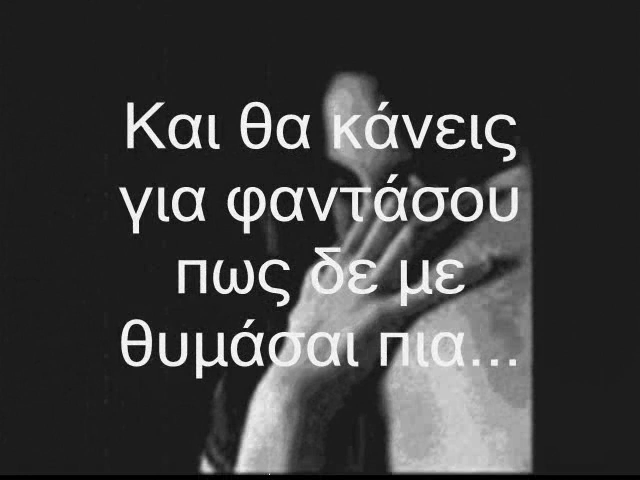 Και θα κάνεις
για φαντάσου
πως δε με
θυμάσαι πια...